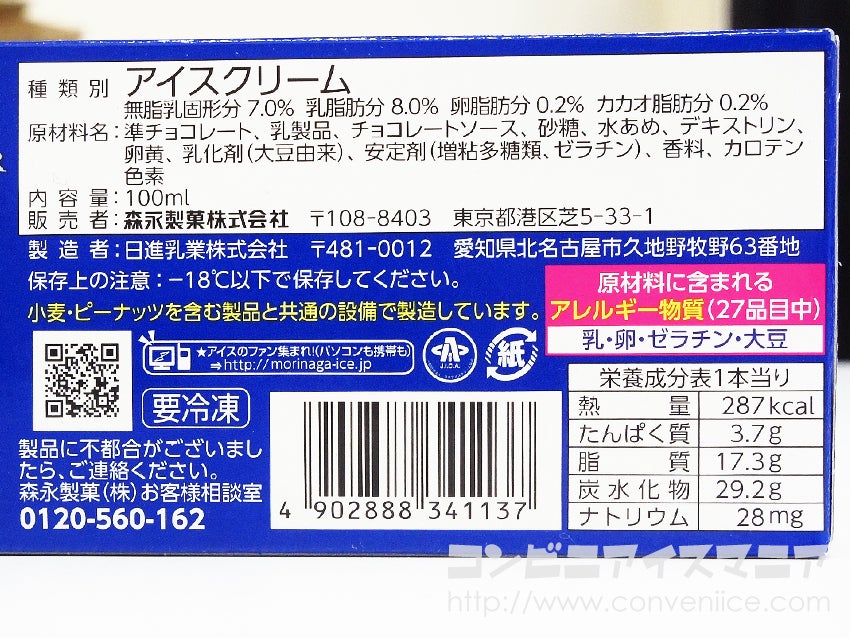 種類別 アイスクリーム
無脂乳固形分 7.0% 乳脂肪分 8.0% 卵脂肪分 0.2% カカオ脂肪分 0.2%
原材料名：準チョコレート、乳製品、チョコレートソース、砂糖、水あめ、デキストリン、
卵黄、乳化剤(大豆由来)、安定剤(増粘多糖類、ゼラチン)、香料、カロテン
色素
内容量：100ml
販売者：森永製菓株式会社 〒108-8403 東京都港区芝5-33-1
製造者：日進乳業株式会社 〒481-0012 愛知県北名古屋市久地野牧野63番地
保存上の注意：－18℃以下で保存してください。
小麦・ピーナッツを含む製品と共通の設備で製造しています。
原材料に含まれる
アレルギー物質(27品目中)
乳・卵・ゼラチン・大豆
★アイスのファン集まれ!(パソコンも携帯も)
⇒http://morinaga-ice.jp
J.I.C.A.
紙
要冷凍
製品に不都合がございまし
たら、ご連絡ください。
森永製菓(株)お客様相談室
0120-560-162
4 902888 341137
栄養成分表1本当り
熱量 287kcal
たんぱく質 3.7g
脂質 17.3g
炭水化物 29.2g
ナトリウム 28mg
コンビニアイスマニア
http://www.conveniice.com